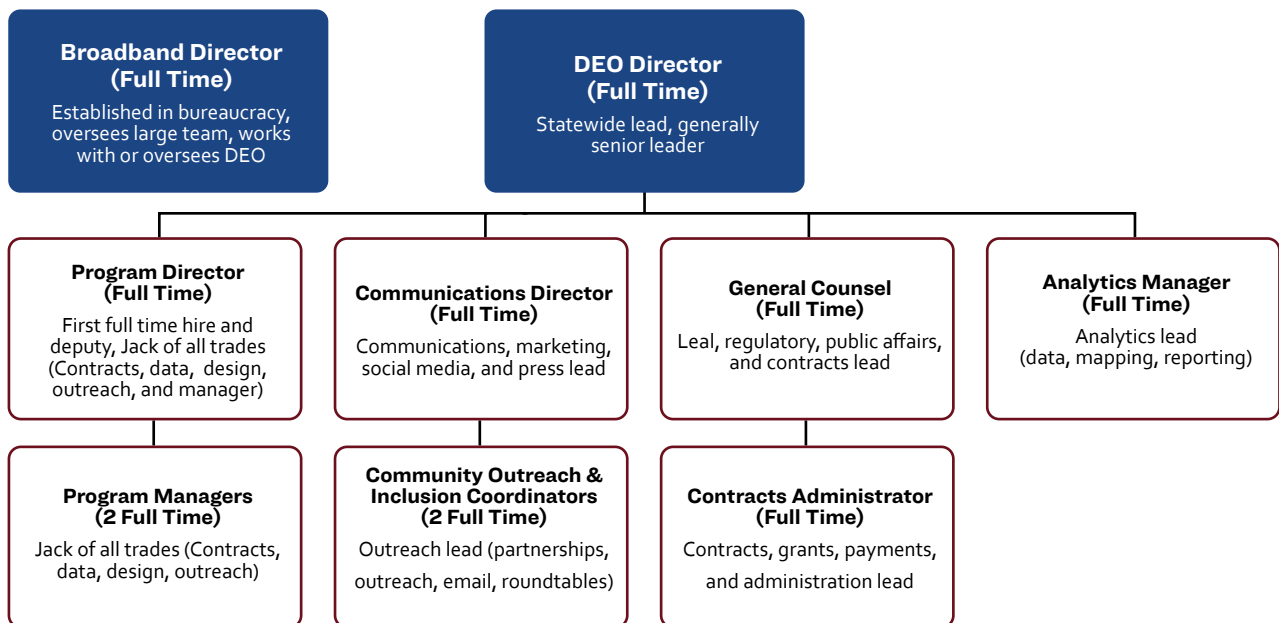 Broadband Director
(Full Time)
Established in bureaucracy,
oversees large team, works
with or oversees DEO
DEO Director
(Full Time)
Statewide lead, generally
senior leader
Program Director
(Full Time)
First full time hire and
deputy, Jack of all trades
(Contracts, data, design,
outreach, and manager)
Communications Director
(Full Time)
Communications, marketing,
social media, and press lead
General Counsel
(Full Time)
Leal, regulatory, public affairs,
and contracts lead
Analytics Manager
(Full Time)
Analytics lead
(data, mapping, reporting)
Program Managers
(2 Full Time)
Jack of all trades (Contracts,
data, design, outreach)
Community Outreach &
Inclusion Coordinators
(2 Full Time)
Outreach lead (partnerships,
outreach, email, roundtables)
Contracts Administrator
(Full Time)
Contracts, grants, payments,
and administration lead